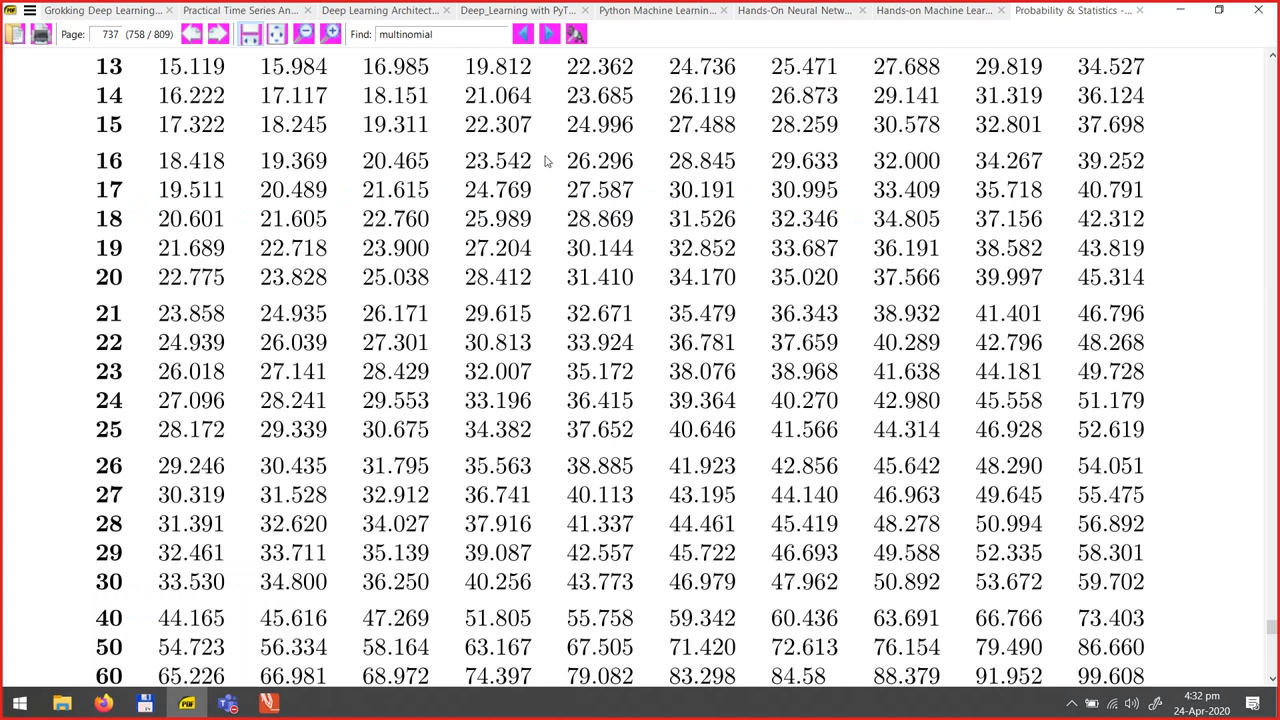 Grokking Deep Learning... × Practical Time Series An... × Deep Learning Architect... × Deep_Learning with PyT... × Python Machine Learnin... × Hands-On Neural Netw... × Hands-on Machine Lear... × Probability & Statistics -... ×
Page: 737 (758 / 809) Find: multinomial
13 15.119 15.984 16.985 19.812 22.362 24.736 25.471 27.688 29.819 34.527
14 16.222 17.117 18.151 21.064 23.685 26.119 26.873 29.141 31.319 36.124
15 17.322 18.245 19.311 22.307 24.996 27.488 28.259 30.578 32.801 37.698
16 18.418 19.369 20.465 23.542 26.296 28.845 29.633 32.000 34.267 39.252
17 19.511 20.489 21.615 24.769 27.587 30.191 30.995 33.409 35.718 40.791
18 20.601 21.605 22.760 25.989 28.869 31.526 32.346 34.805 37.156 42.312
19 21.689 22.718 23.900 27.204 30.144 32.852 33.687 36.191 38.582 43.819
20 22.775 23.828 25.038 28.412 31.410 34.170 35.020 37.566 39.997 45.314
21 23.858 24.935 26.171 29.615 32.671 35.479 36.343 38.932 41.401 46.796
22 24.939 26.039 27.301 30.813 33.924 36.781 37.659 40.289 42.796 48.268
23 26.018 27.141 28.429 32.007 35.172 38.076 38.968 41.638 44.181 49.728
24 27.096 28.241 29.553 33.196 36.415 39.364 40.270 42.980 45.558 51.179
25 28.172 29.339 30.675 34.382 37.652 40.646 41.566 44.314 46.928 52.619
26 29.246 30.435 31.795 35.563 38.885 41.923 42.856 45.642 48.290 54.051
27 30.319 31.528 32.912 36.741 40.113 43.195 44.140 46.963 49.645 55.475
28 31.391 32.620 34.027 37.916 41.337 44.461 45.419 48.278 50.994 56.892
29 32.461 33.711 35.139 39.087 42.557 45.722 46.693 49.588 52.335 58.301
30 33.530 34.800 36.250 40.256 43.773 46.979 47.962 50.892 53.672 59.702
40 44.165 45.616 47.269 51.805 55.758 59.342 60.436 63.691 66.766 73.403
50 54.723 56.334 58.164 63.167 67.505 71.420 72.613 76.154 79.490 86.660
60 65.226 66.981 68.972 74.397 79.082 83.298 84.58 88.379 91.952 99.608
PDF
4:32 pm
24-Apr-2020